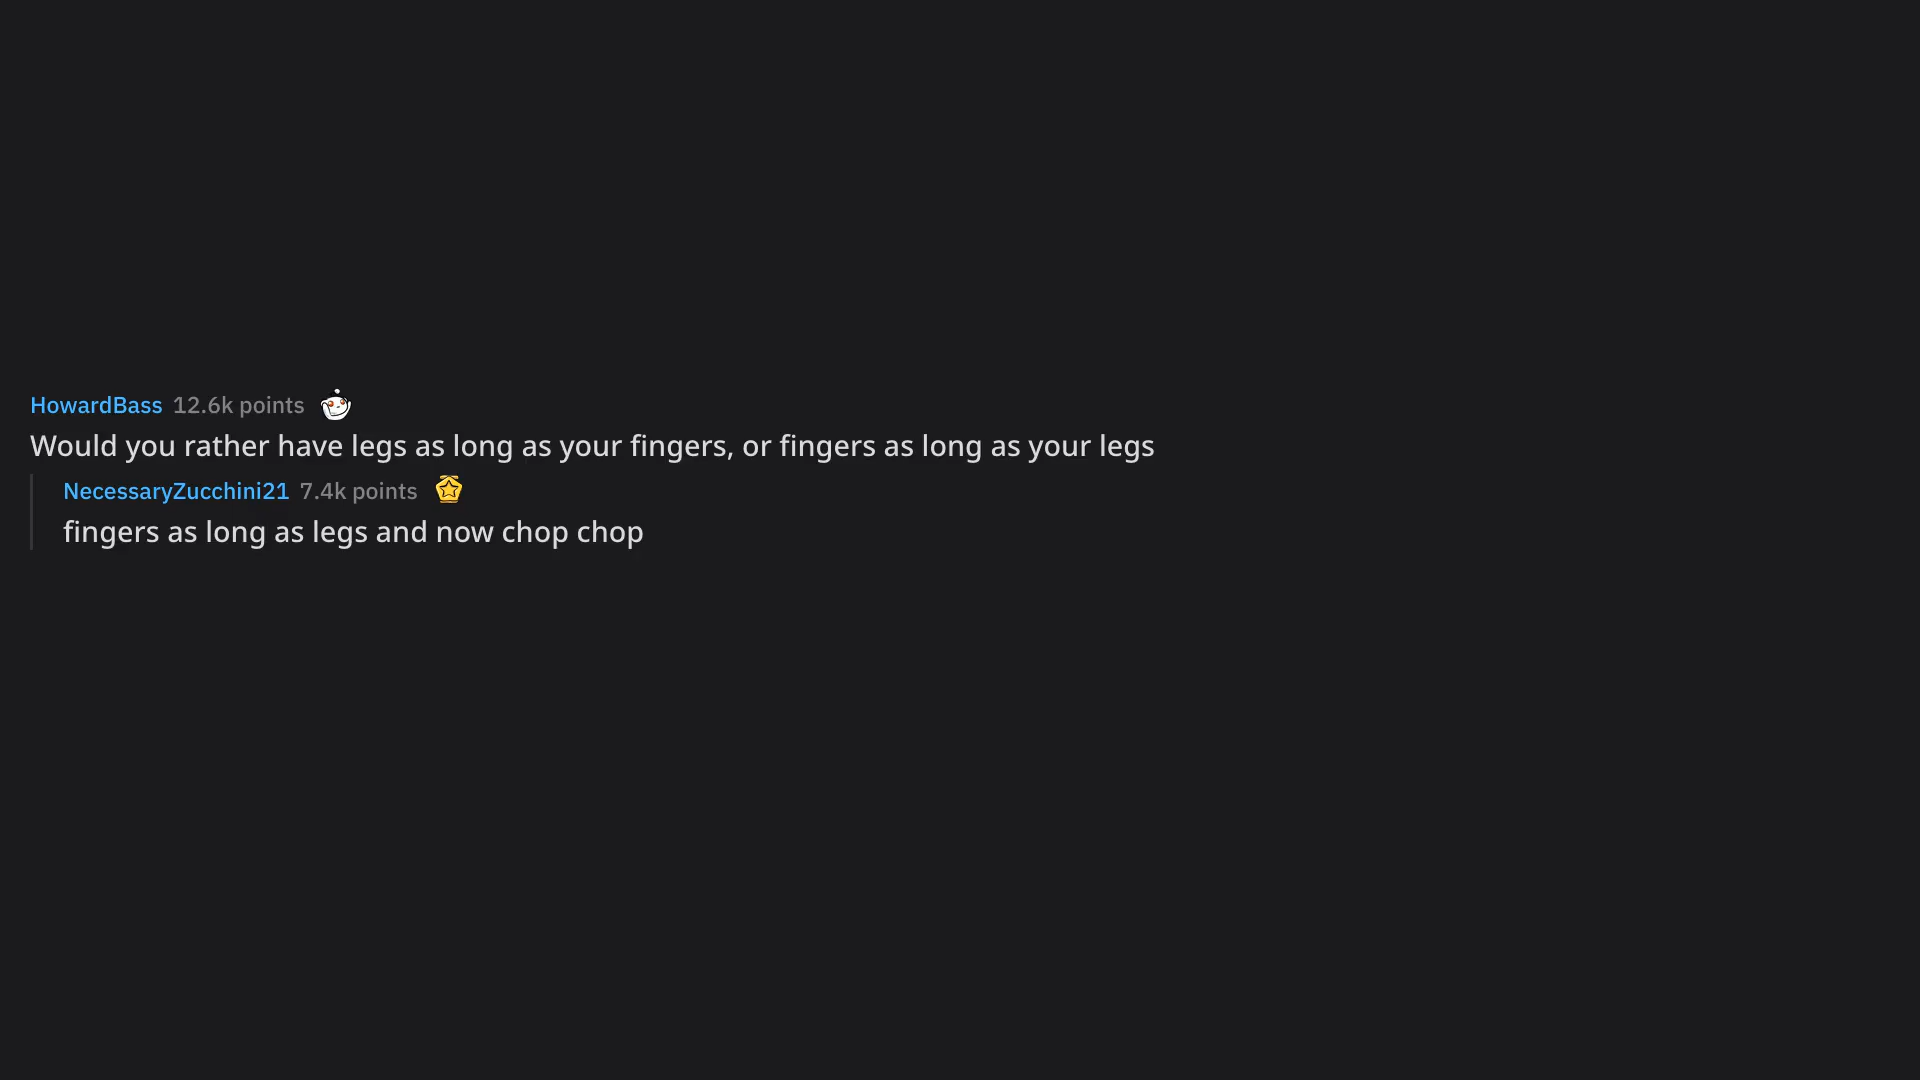 HowardBass 12.6k points
Would you rather have legs as long as your fingers, or fingers as long as your legs
NecessaryZucchini21 7.4k points
fingers as long as legs and now chop chop